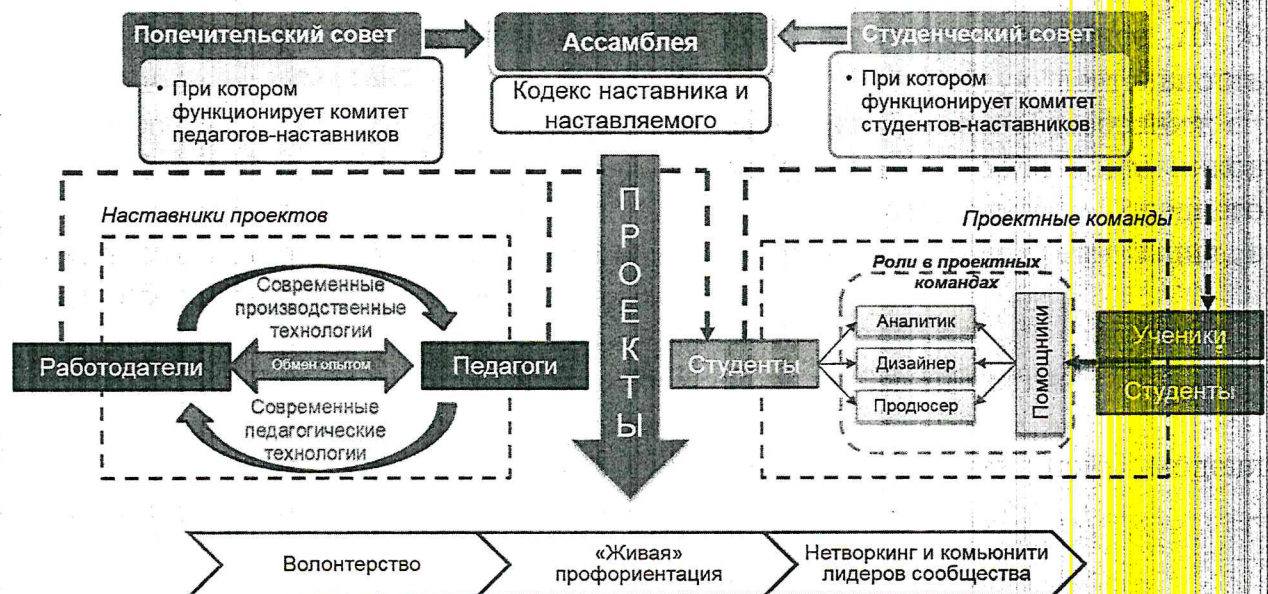 Попечительский совет
• При котором
функционирует комитет
педагогов-наставников
Ассамблея
Кодекс наставника и
наставляемого
Студенческий совет
• При котором
функционирует комитет
студентов-наставников
ПРОЕКТЫ
Наставники проектов
Современные
производственные
технологии
Работодатели
Обмен опытом
Педагоги
Современные
педагогические
технологии
Проектные команды
Роли в проектных
командах
Студенты
Аналитик
Дизайнер
Продюсер
Помощники
Ученики
Студенты
Волонтерство
«Живая»
профориентация
Нетворкинг и комьюнити
лидеров сообщества